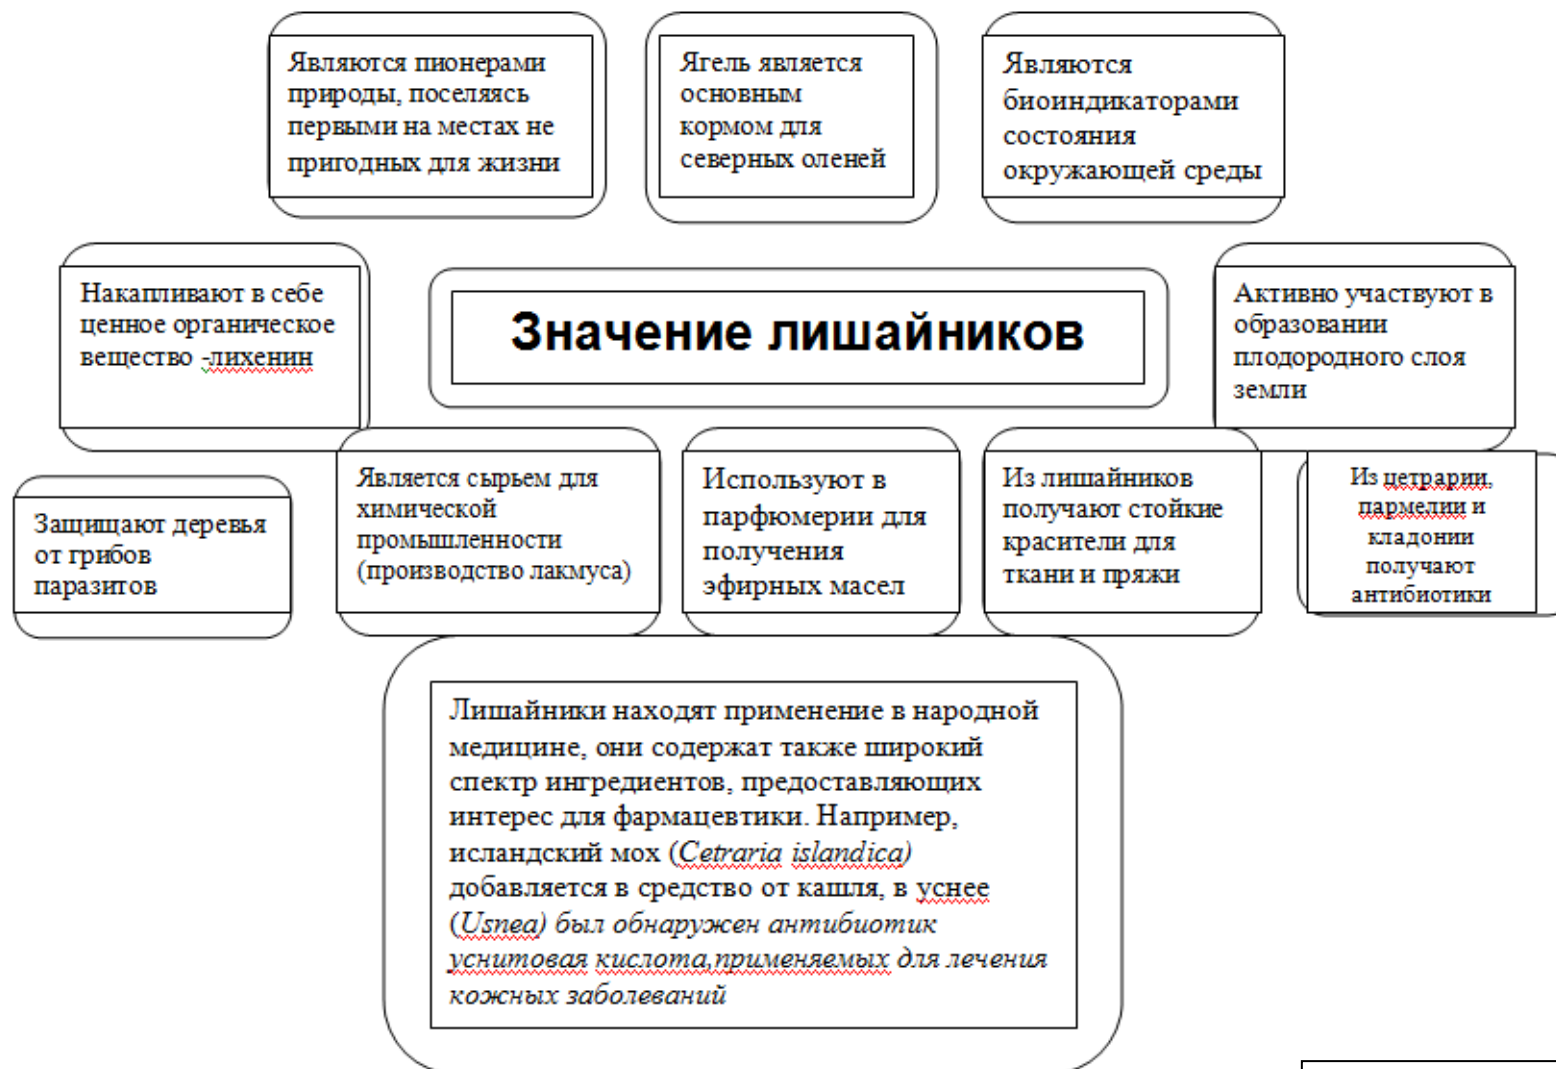 Являются пионерами
природы, поселяясь
первыми на местах не
пригодных для жизни
Ягель является
основным
кормом для
северных оленей
Являются
биоиндикаторами
состояния
окружающей среды
Накапливают в себе
ценное органическое
вещество -лихенин
Значение лишайников
Активно участвуют в
образовании
плодородного слоя
земли
Защищают деревья
от грибов
паразитов
Является сырьем для
химической
промышленности
(производство лакмуса)
Используют в
парфюмерии для
получения
эфирных масел
Из лишайников
получают стойкие
красители для
ткани и пряжи
Из цетрарии,
пармелии и
кладонии
получают
антибиотики
Лишайники находят применение в народной
медицине, они содержат также широкий
спектр ингредиентов, предоставляющих
интерес для фармацевтики. Например,
исландский мох (Cetraria islandica)
добавляется в средство от кашля, в уснее
(Usnea) был обнаружен антибиотик
уснитовая кислота,применяемых для лечения
кожных заболеваний